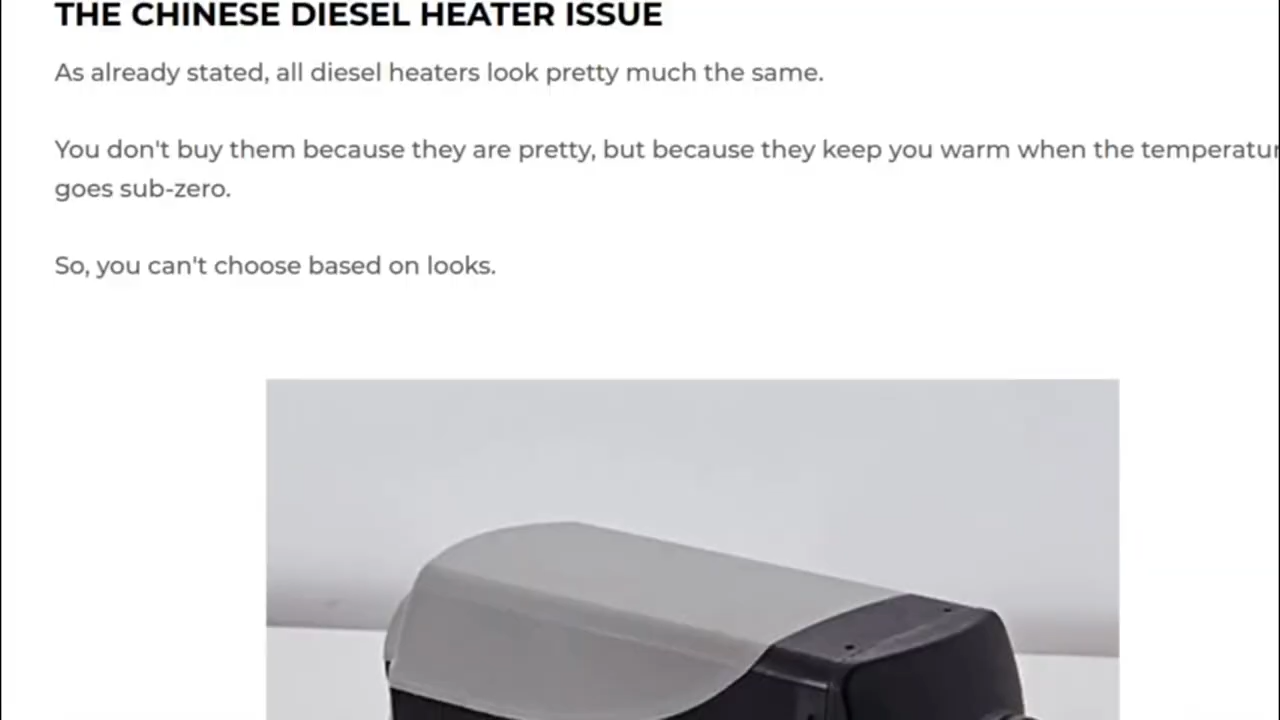 THE CHINESE DIESEL HEATER ISSUE
As already stated, all diesel heaters look pretty much the same.
You don't buy them because they are pretty, but because they keep you warm when the temperatur
goes sub-zero.
So, you can't choose based on looks.